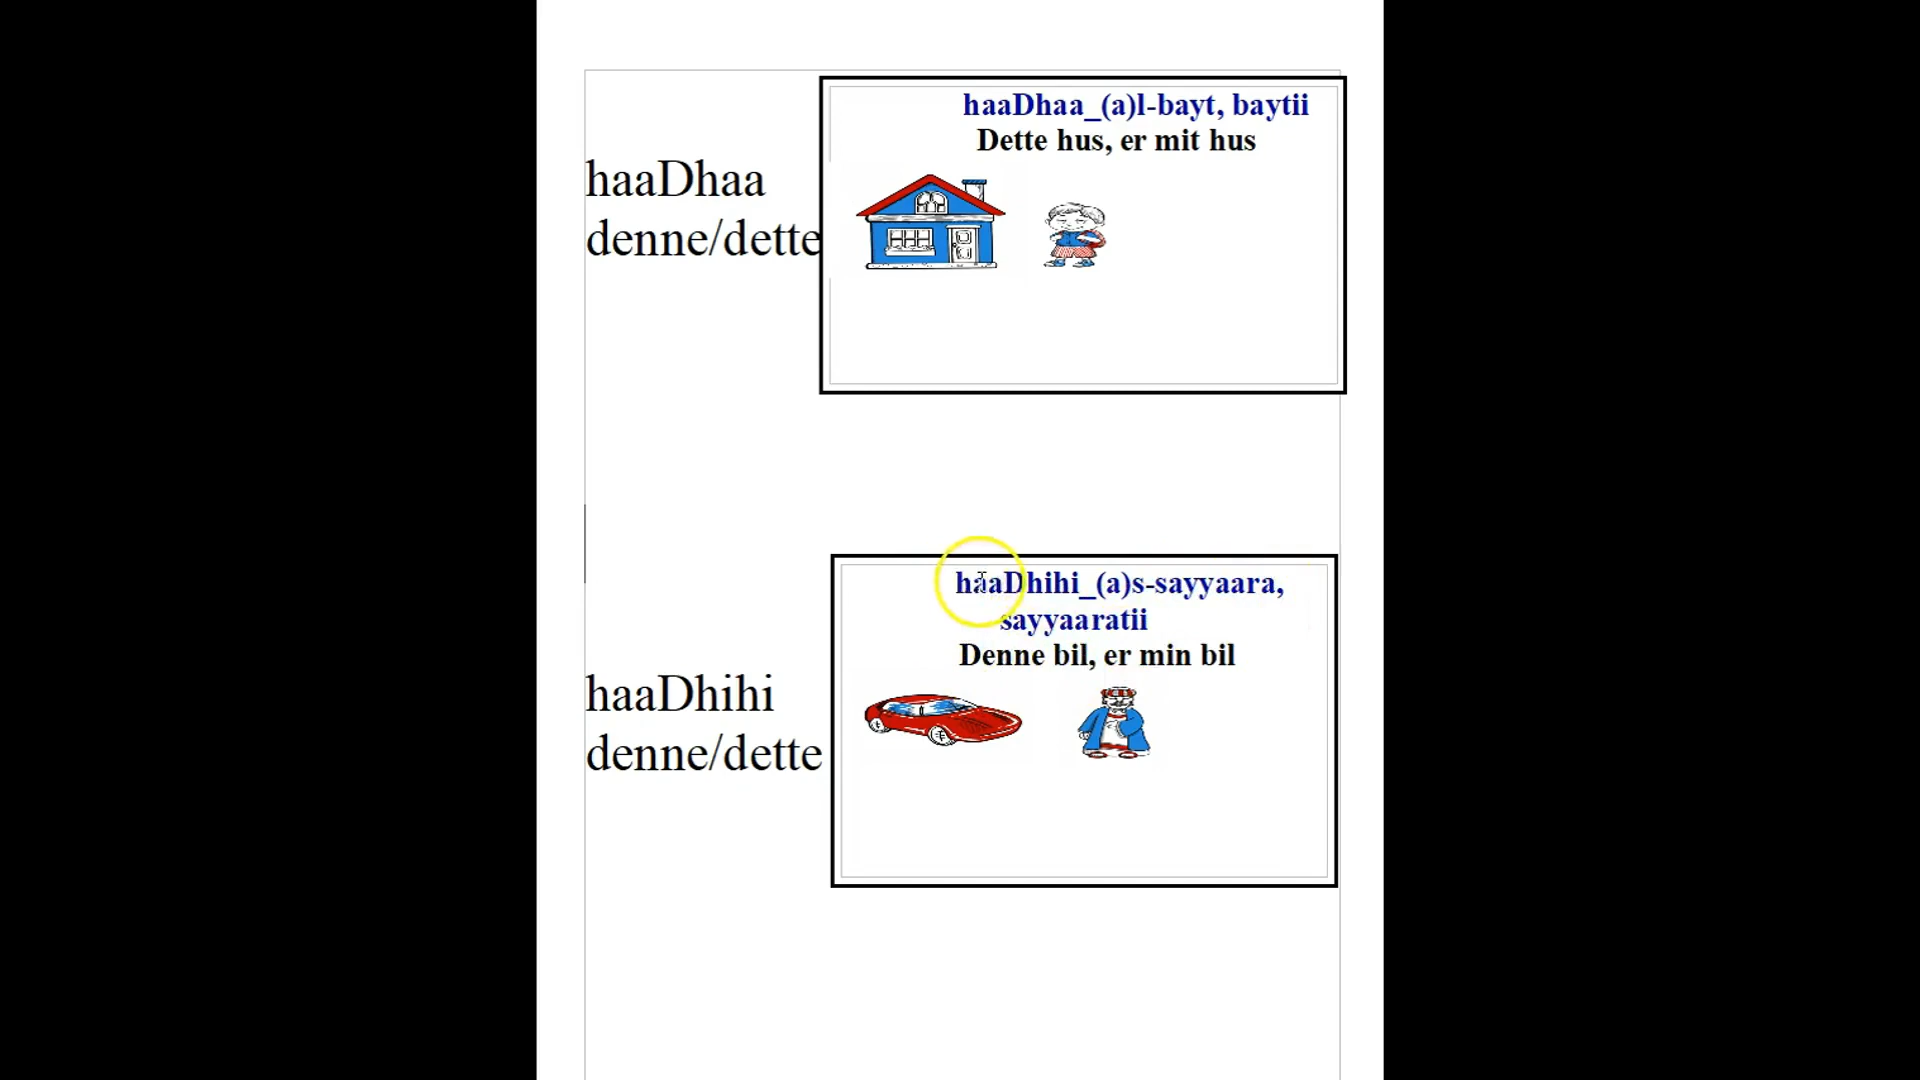 haaDhaa_(a)l-bayt, baytii
Dette hus, er mit hus
haaDhaa
denne/dette
haaDhihi_(a)s-sayyaara,
sayyaaratii
Denne bil, er min bil
haaDhihi
denne/dette